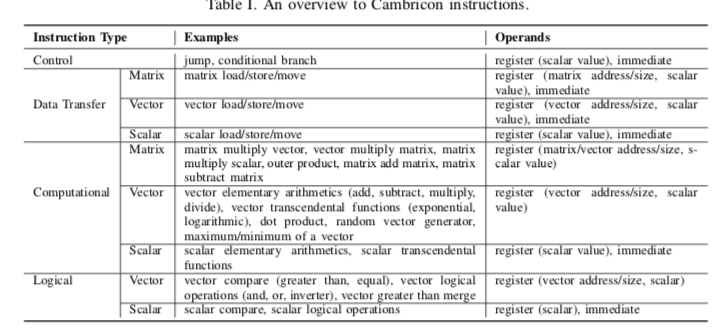 Table I. An overview to Cambricon instructions.
Instruction Type Examples Operands
Control jump, conditional branch register (scalar value), immediate
Matrix matrix load/store/move register (matrix address/size, scalar
value), immediate
Data Transfer Vector vector load/store/move register (vector address/size, scalar
value), immediate
Scalar scalar load/store/move register (scalar value), immediate
Matrix matrix multiply vector, vector multiply matrix, matrix register (matrix/vector address/size, s-
multiply scalar, outer product, matrix add matrix, matrix calar value)
subtract matrix
Computational Vector vector elementary arithmetics (add, subtract, multiply, register (vector address/size, scalar
divide), vector transcendental functions (exponential, value)
logarithmic), dot product, random vector generator,
maximum/minimum of a vector
Scalar scalar elementary arithmetics, scalar transcendental register (scalar value), immediate
functions
Logical Vector vector compare (greater than, equal), vector logical register (vector address/size, scalar)
operations (and, or, inverter), vector greater than merge
Scalar scalar compare, scalar logical operations register (scalar), immediate